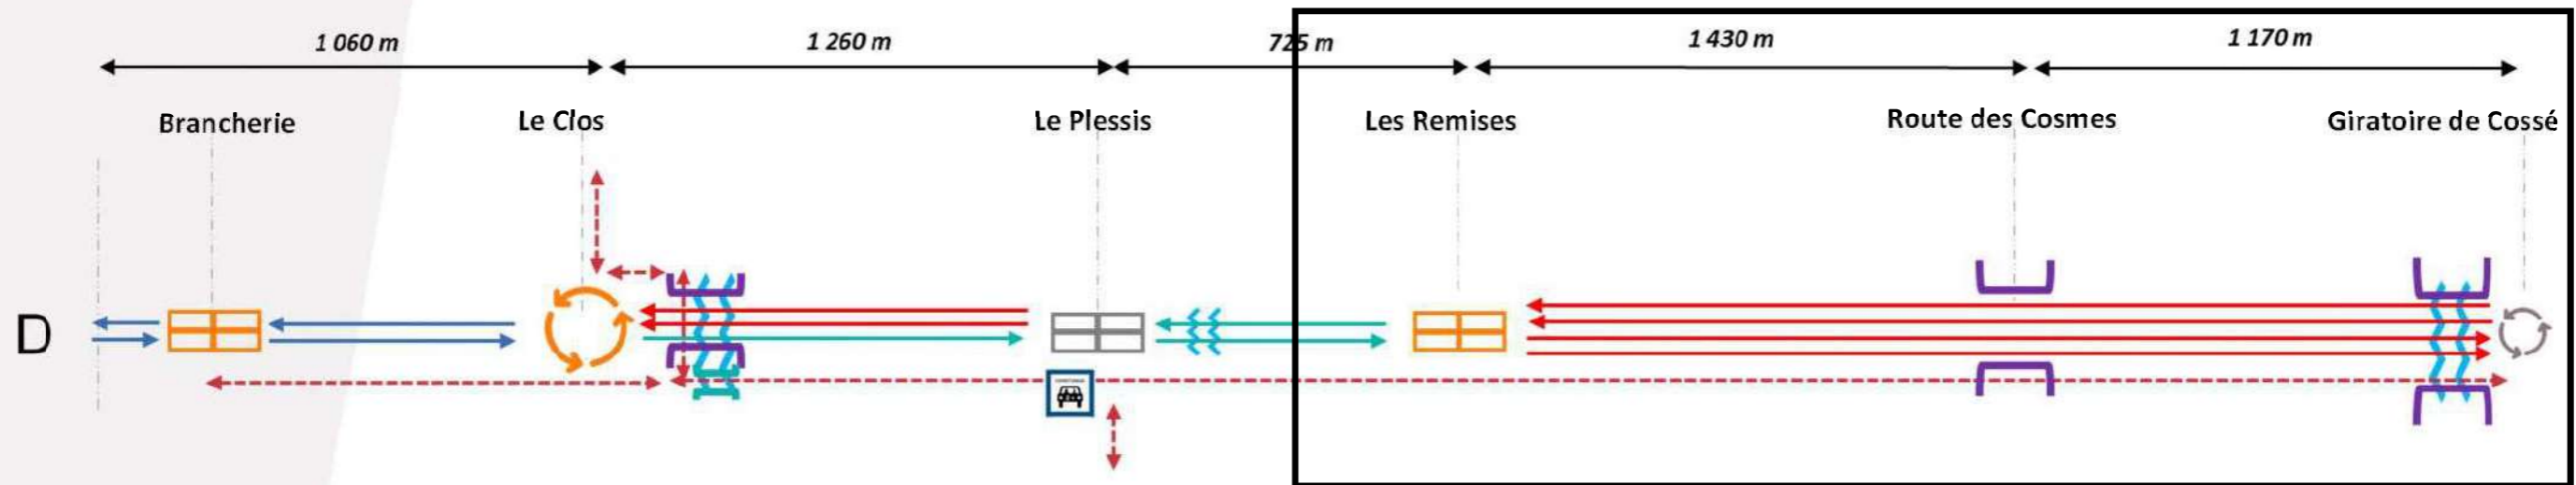 1 060 m
1 260 m
725 m
1 430 m
1 170 m
Brancherie
Le Clos
Le Plessis
Les Remises
Route des Cosmes
Giratoire de Cossé
D